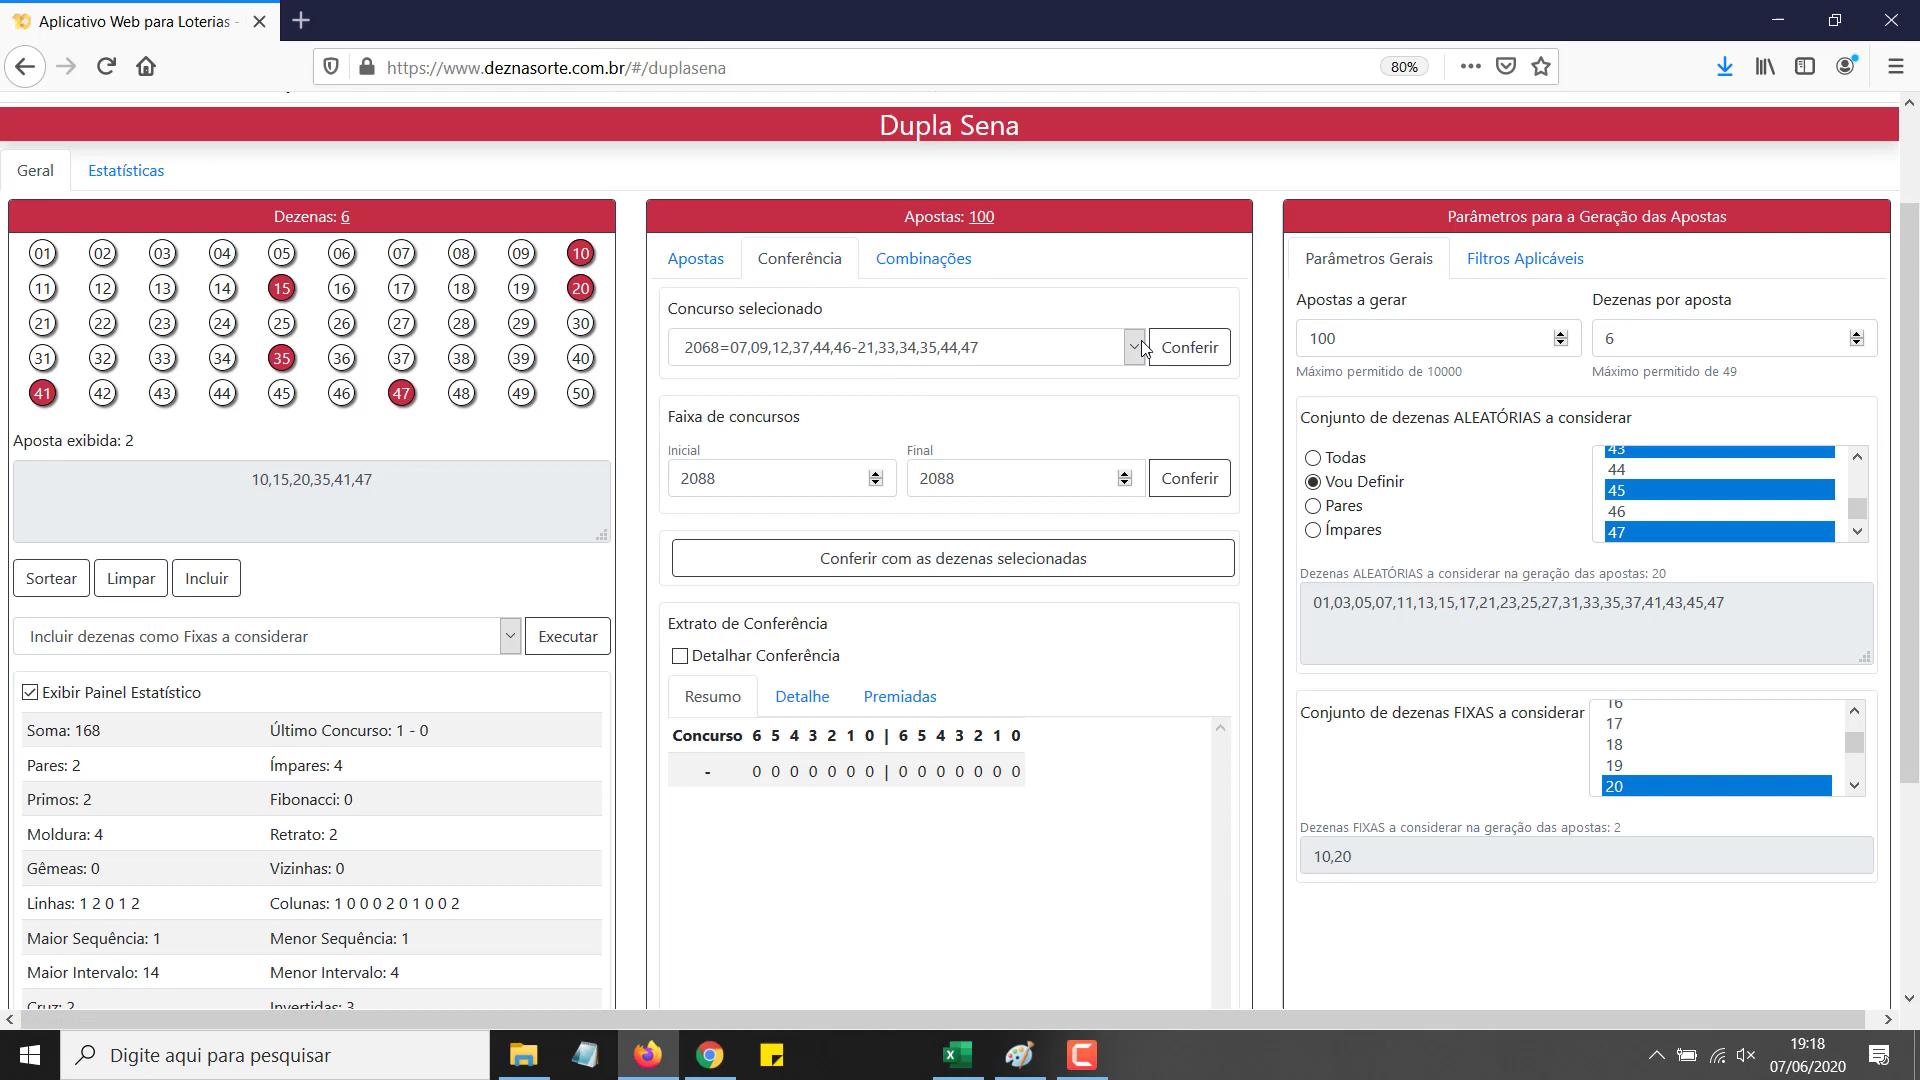 Aplicativo Web para Loterias -
https://www.deznasorte.com.br/#/duplasena
80%
Dupla Sena
Geral
Estatísticas
Dezenas: 6
01 02 03 04 05 06 07 08 09 10
11 12 13 14 15 16 17 18 19 20
21 22 23 24 25 26 27 28 29 30
31 32 33 34 35 36 37 38 39 40
41 42 43 44 45 46 47 48 49 50
Aposta exibida: 2
10,15,20,35,41,47
Sortear Limpar Incluir
Incluir dezenas como Fixas a considerar
Executar
Exibir Painel Estatístico
Soma: 168 Último Concurso: 1 - 0
Pares: 2 Ímpares: 4
Primos: 2 Fibonacci: 0
Moldura: 4 Retrato: 2
Gêmeas: 0 Vizinhas: 0
Linhas: 1 2 0 1 2 Colunas: 1 0 0 0 2 0 1 0 0 2
Maior Sequência: 1 Menor Sequência: 1
Maior Intervalo: 14 Menor Intervalo: 4
Cruz: 2 Invertidas: 3
Apostas: 100
Apostas Conferência Combinações
Concurso selecionado
2068=07,09,12,37,44,46-21,33,34,35,44,47
Conferir
Faixa de concursos
Inicial Final
2088 2088 Conferir
Conferir com as dezenas selecionadas
Extrato de Conferência
Detalhar Conferência
Resumo Detalhe Premiadas
Concurso 6 5 4 3 2 1 0 | 6 5 4 3 2 1 0
- 0 0 0 0 0 0 0 | 0 0 0 0 0 0 0
Parâmetros para a Geração das Apostas
Parâmetros Gerais Filtros Aplicáveis
Apostas a gerar Dezenas por aposta
100 6
Máximo permitido de 10000 Máximo permitido de 49
Conjunto de dezenas ALEATÓRIAS a considerar
Todas
Vou Definir
Pares
Ímpares
43
44
45
46
47
Dezenas ALEATÓRIAS a considerar na geração das apostas: 20
01,03,05,07,11,13,15,17,21,23,25,27,31,33,35,37,41,43,45,47
Conjunto de dezenas FIXAS a considerar
16
17
18
19
20
Dezenas FIXAS a considerar na geração das apostas: 2
10,20
Digite aqui para pesquisar
19:18
07/06/2020